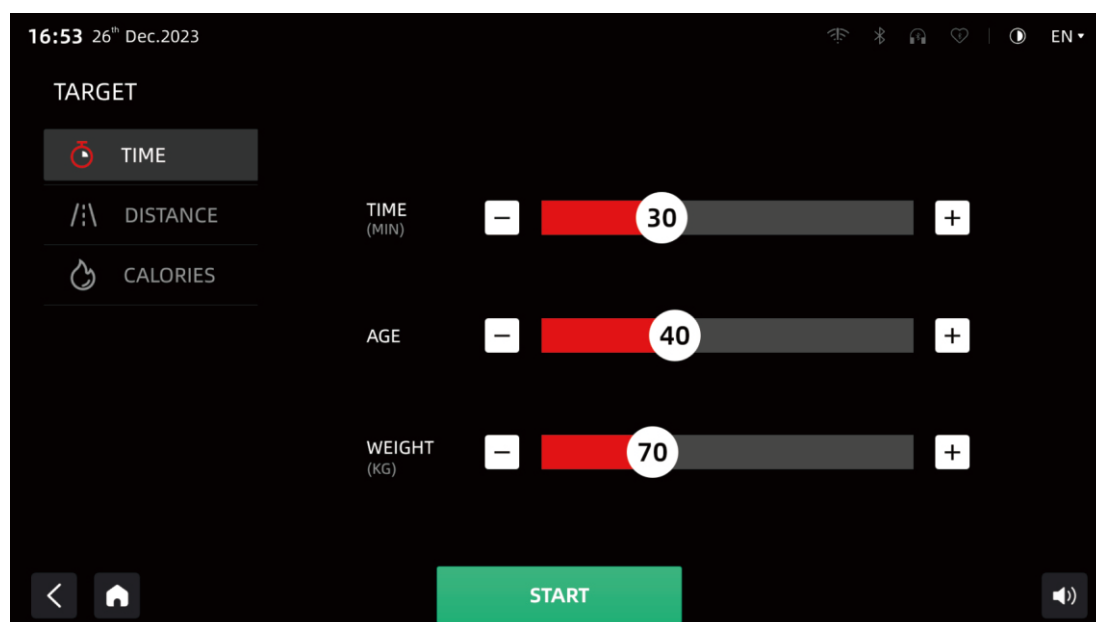 16:53 26th Dec.2023
EN
TARGET
TIME
DISTANCE
CALORIES
TIME
(MIN)
30
AGE
40
WEIGHT
(KG)
70
START